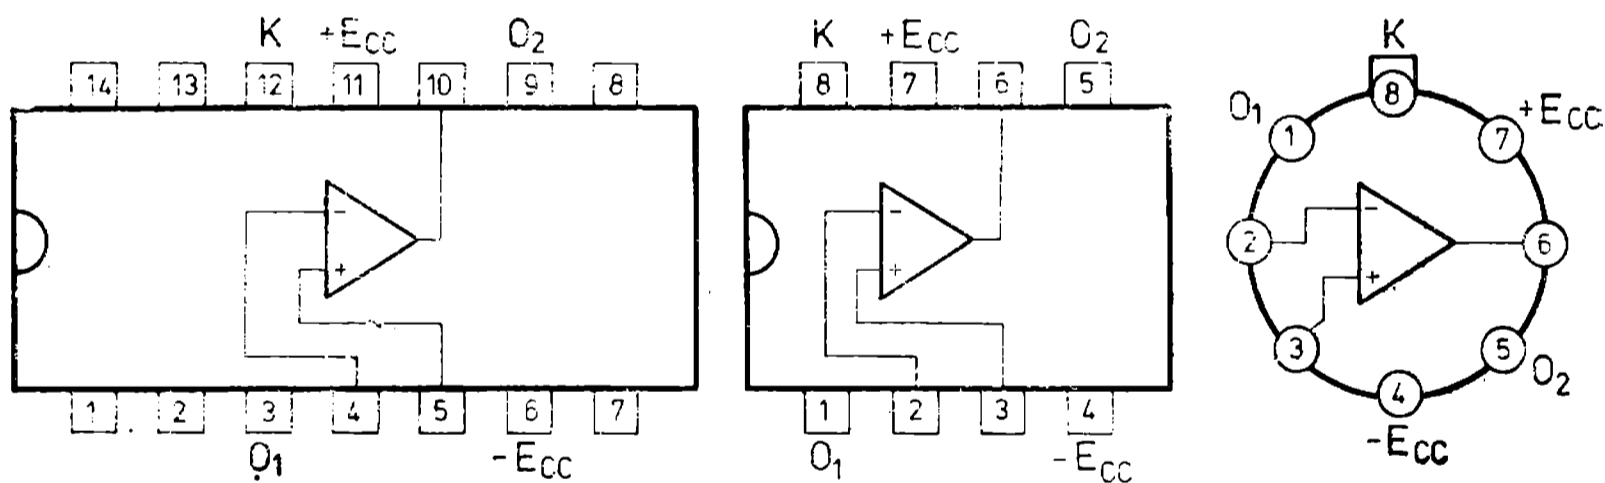 K +ECC O2
14 13 12 11 10 9 8
-
+
1 2 3 4 5 6 7
O1 -ECC
K +ECC O2
8 7 6 5
-
+
1 2 3 4
O1 -ECC
K
8
O1 +ECC
1 7
-
2 6
+
3 5
O2
4
-ECC